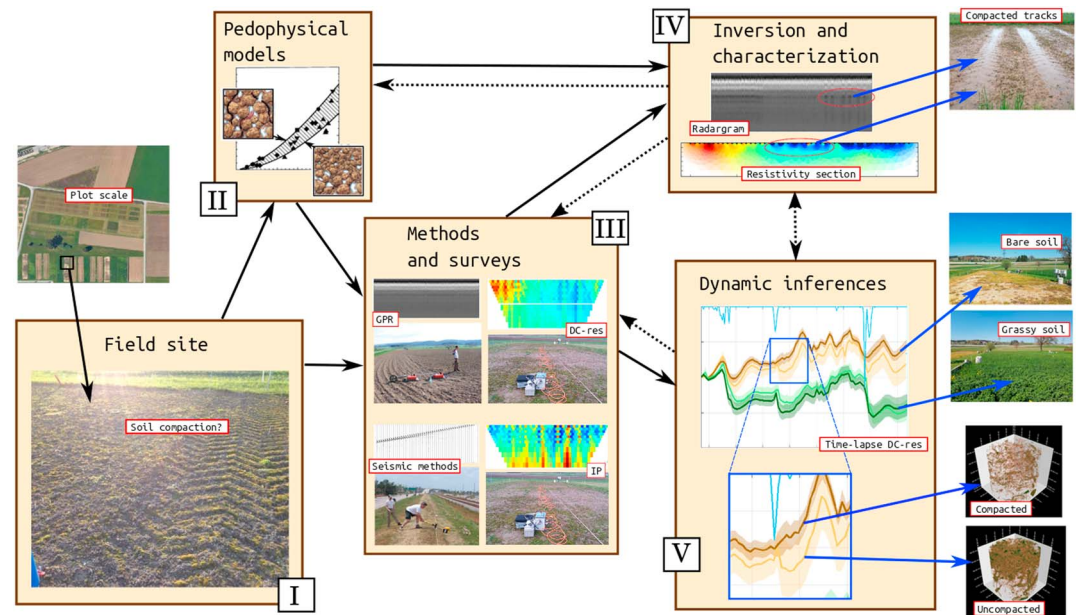 Pedophysical
models
II
IV
Inversion and
characterization
Radargram
Resistivity section
Compacted tracks
Plot scale
Field site
Soil compaction?
I
III
Methods
and surveys
GPR
DC-res
Seismic methods
IP
Dynamic inferences
Time-lapse DC-res
V
Bare soil
Grassy soil
Compacted
Uncompacted